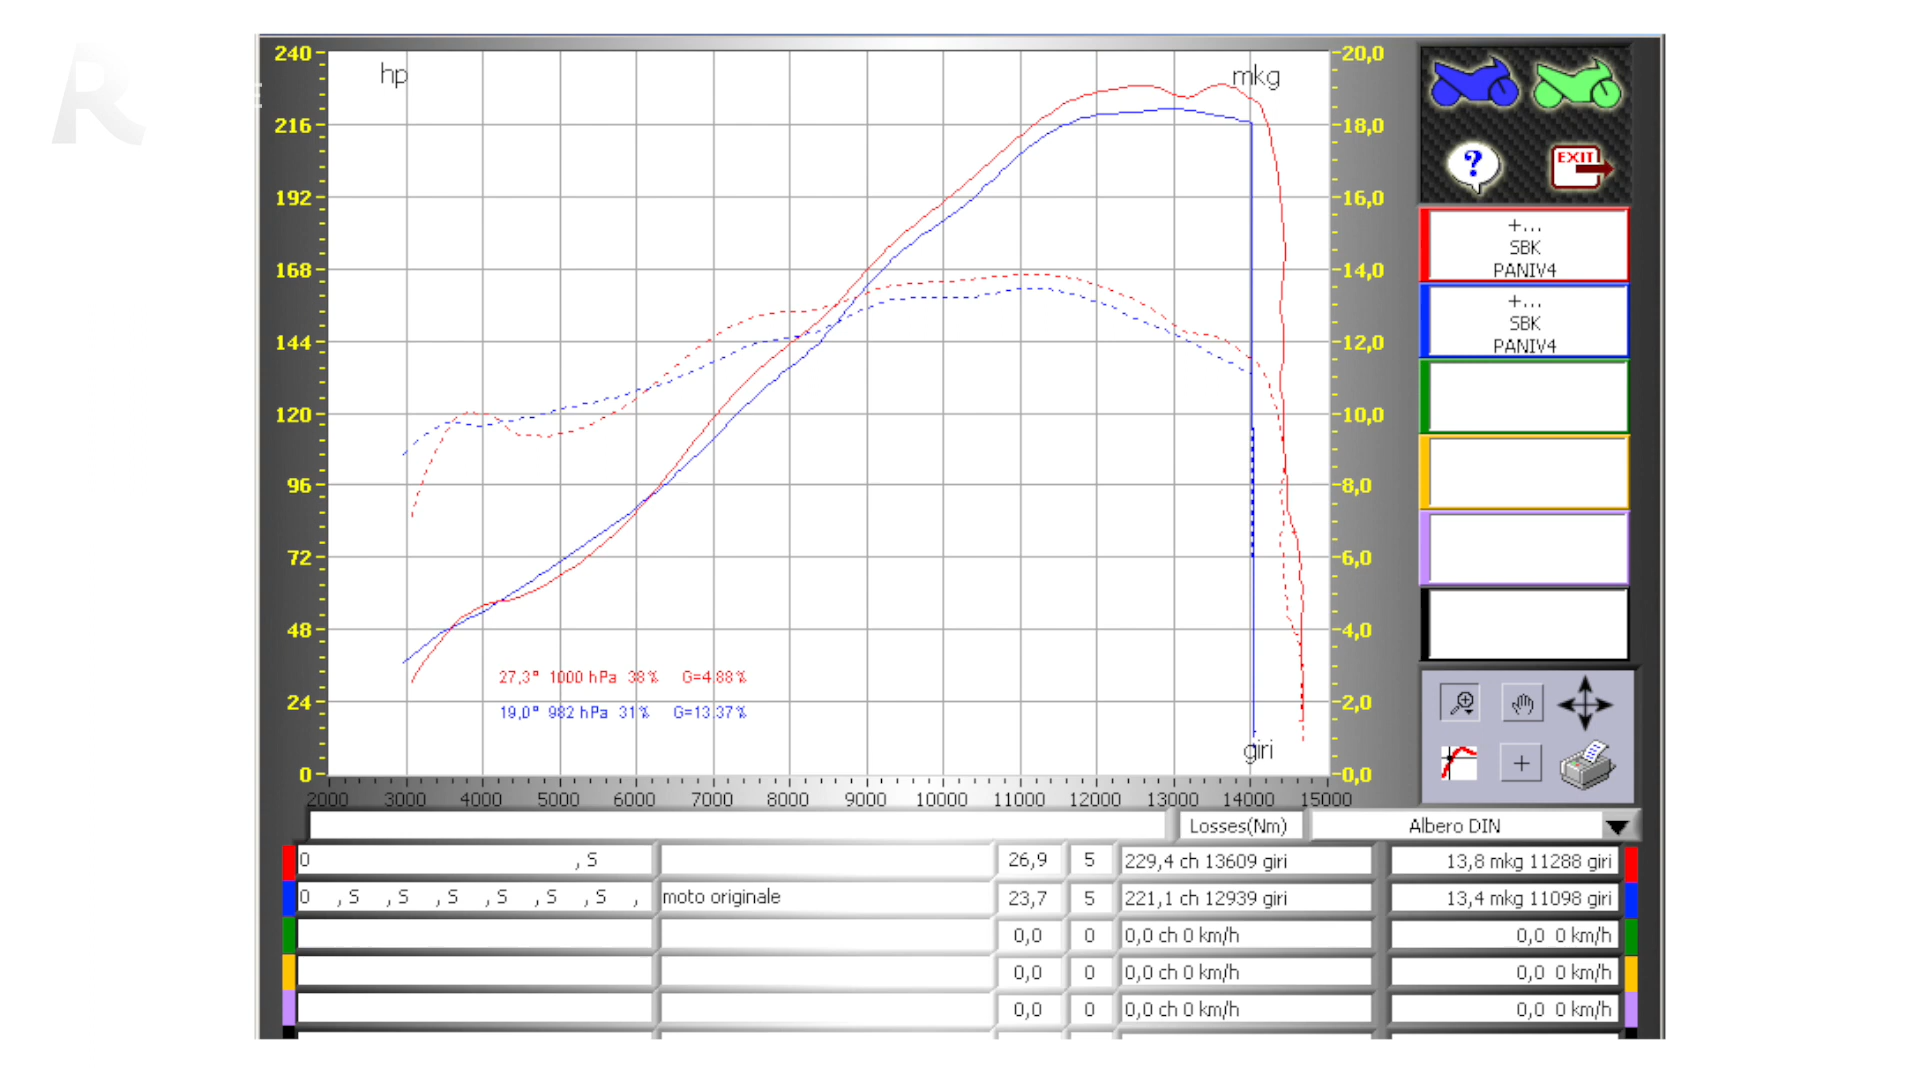 R
240
216
192
168
144
120
96
72
48
24
0
hp
mkg
20,0
18,0
16,0
14,0
12,0
10,0
8,0
6,0
4,0
2,0
0,0
27,3° 1000 hPa 38% G=4.88%
19,0° 982 hPa 31% G=13.37%
giri
2000 3000 4000 5000 6000 7000 8000 9000 10000 11000 12000 13000 14000 15000
?
EXIT
+...
SBK
PANIV4
+...
SBK
PANIV4
Losses(Nm) Albero DIN
0 ,S 26,9 5 229,4 ch 13609 giri 13,8 mkg 11288 giri
0 ,S ,S ,S ,S ,S ,S , moto originale 23,7 5 221,1 ch 12939 giri 13,4 mkg 11098 giri
0,0 0 0,0 ch 0 km/h 0,0 0 km/h
0,0 0 0,0 ch 0 km/h 0,0 0 km/h
0,0 0 0,0 ch 0 km/h 0,0 0 km/h